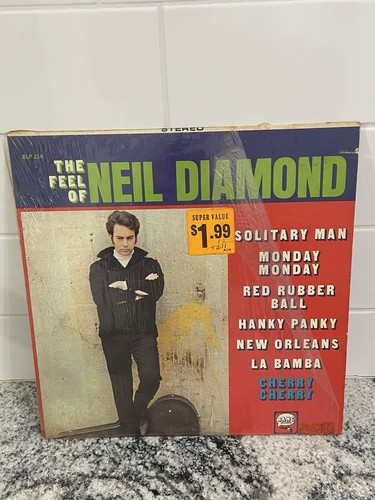 STEREO
BLP 214
THE
FEEL
OF
NEIL DIAMOND
SUPER VALUE
$1.99
SOLITARY MAN
MONDAY
MONDAY
RED RUBBER
BALL
HANKY PANKY
NEW ORLEANS
LA BAMBA
CHERRY
CHERRY
BANG